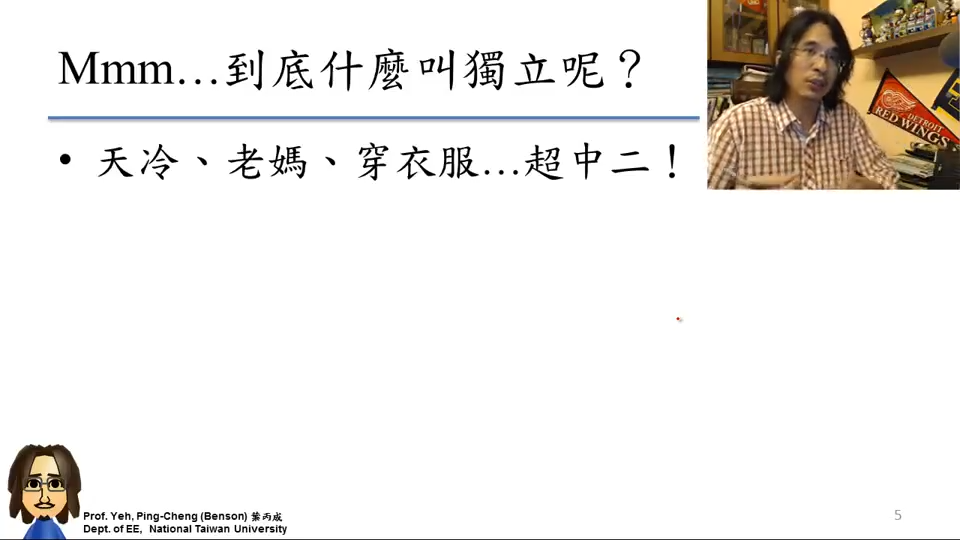 Mmm…到底什麼叫獨立呢？
• 天冷、老媽、穿衣服…超中二！
DETROIT
RED WINGS
Prof. Yeh, Ping-Cheng (Benson) 葉丙成
Dept. of EE, National Taiwan University
5